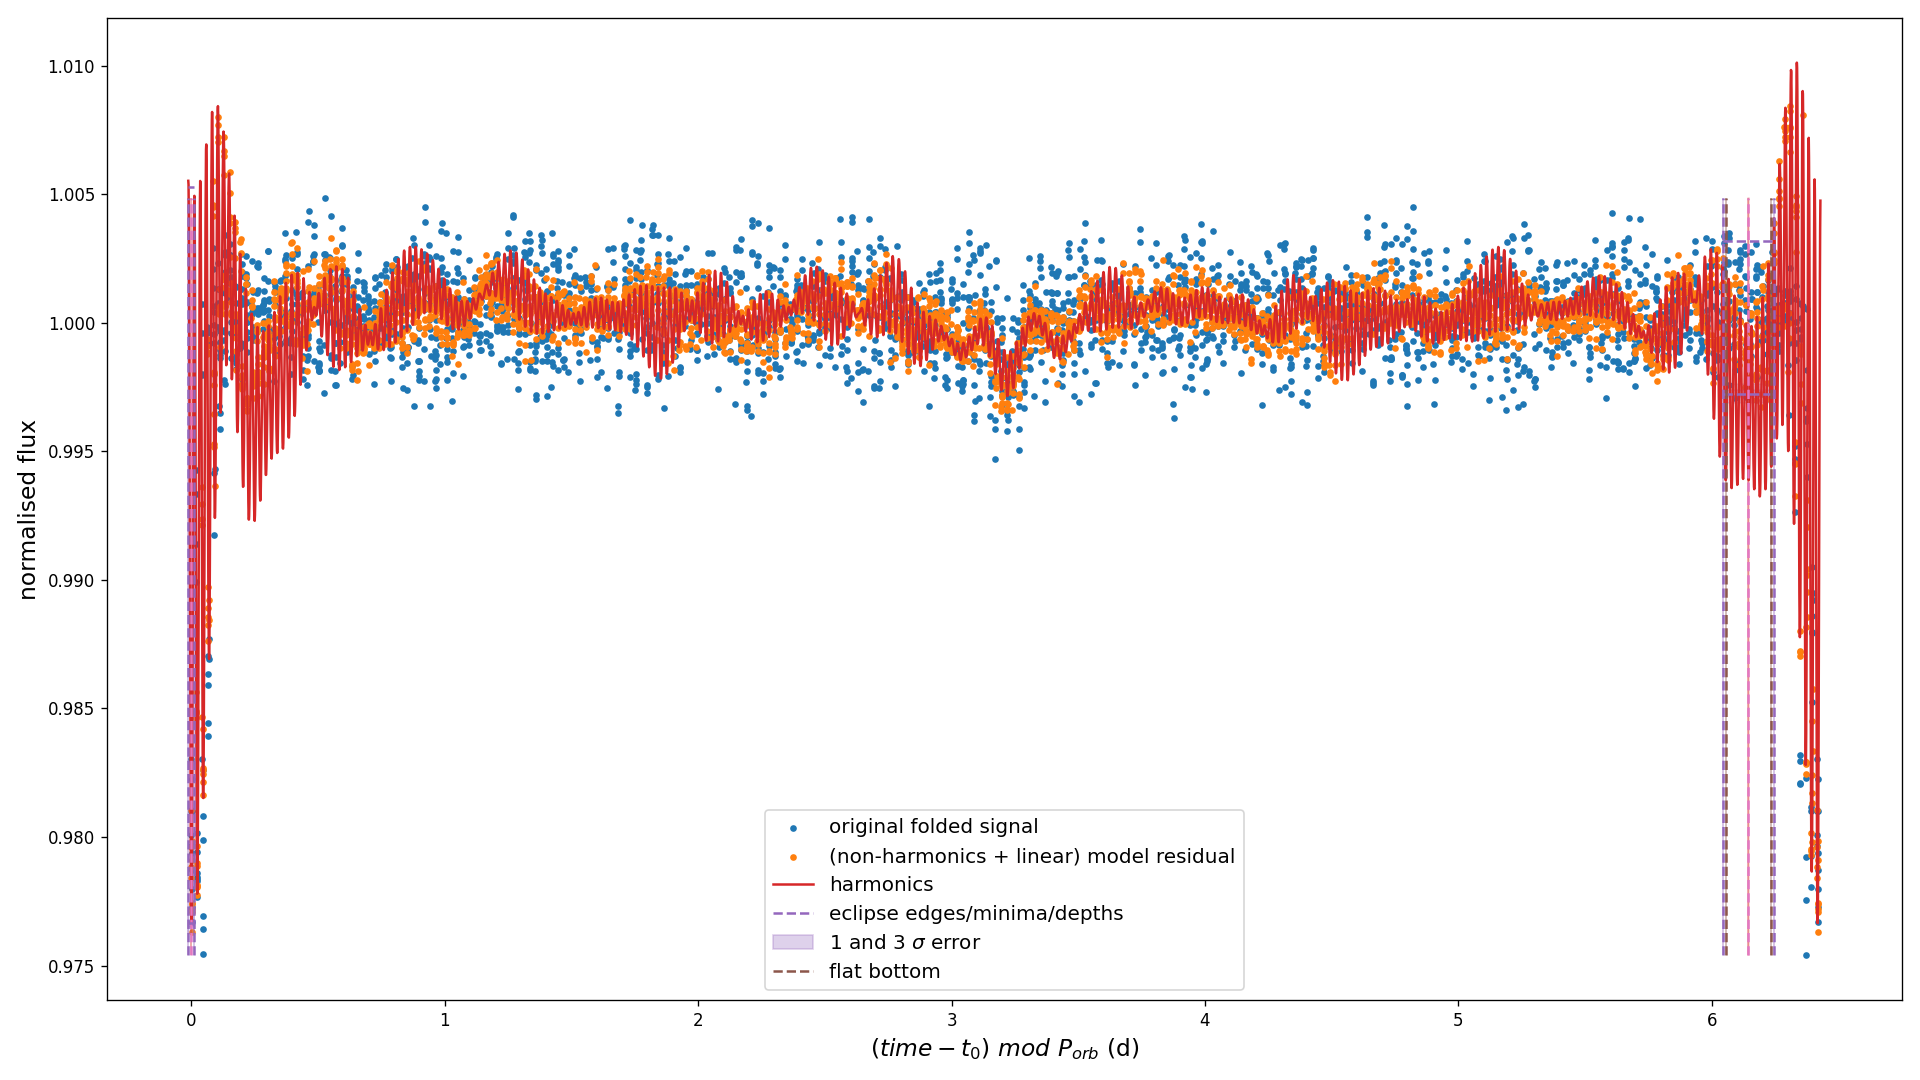 1.010
1.005
1.000
0.995
0.990
0.985
0.980
0.975
normalised flux
original folded signal
(non-harmonics + linear) model residual
harmonics
eclipse edges/minima/depths
1 and 3 σ error
flat bottom
0 1 2 3 4 5 6
(time − t₀) mod Pₒᵣb (d)